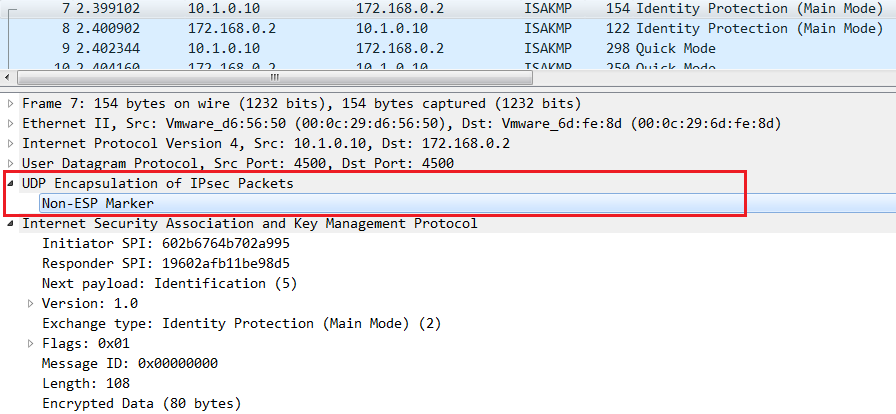 7 2.399102 10.1.0.10 172.168.0.2 ISAKMP 154 Identity Protection (Main Mode)
8 2.400902 172.168.0.2 10.1.0.10 ISAKMP 122 Identity Protection (Main Mode)
9 2.402344 10.1.0.10 172.168.0.2 ISAKMP 298 Quick Mode
10 2.404160 172.168.0.2 10.1.0.10 ISAKMP 250 Quick Mode
Frame 7: 154 bytes on wire (1232 bits), 154 bytes captured (1232 bits)
Ethernet II, Src: Vmware_d6:56:50 (00:0c:29:d6:56:50), Dst: Vmware_6d:fe:8d (00:0c:29:6d:fe:8d)
Internet Protocol Version 4, Src: 10.1.0.10, Dst: 172.168.0.2
User Datagram Protocol, Src Port: 4500, Dst Port: 4500
UDP Encapsulation of IPsec Packets
Non-ESP Marker
Internet Security Association and Key Management Protocol
Initiator SPI: 602b6764b702a995
Responder SPI: 19602afb11be98d5
Next payload: Identification (5)
Version: 1.0
Exchange type: Identity Protection (Main Mode) (2)
Flags: 0x01
Message ID: 0x00000000
Length: 108
Encrypted Data (80 bytes)